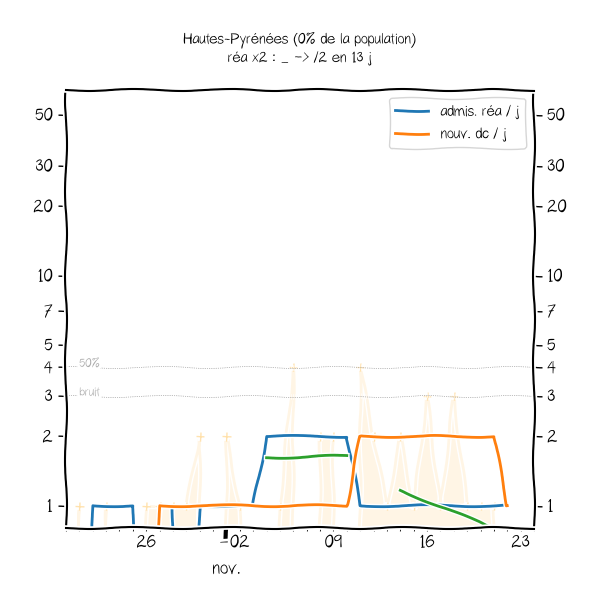 Hautes-Pyrénées (0% de la population)
réa x2 : _ -> /2 en 13 j
admis. réa / j
nouv. dc / j
50 50
30 30
20 20
10 10
7 7
5 5
50%
4 4
bruit
3 3
2 2
1 1
26 02 09 16 23
nov.